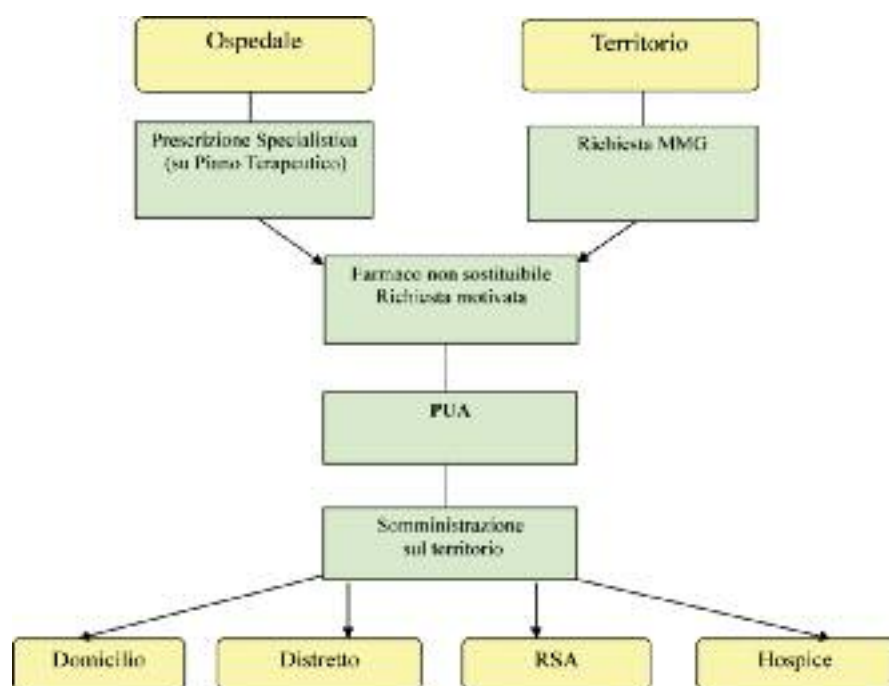 Ospedale
Territorio
Prescrizione Specialistica
(su Piano Terapeutico)
Richiesta MMG
Farmaco non sostituibile
Richiesta motivata
PUA
Somministrazione
sul territorio
Domicilio
Distretto
RSA
Hospice